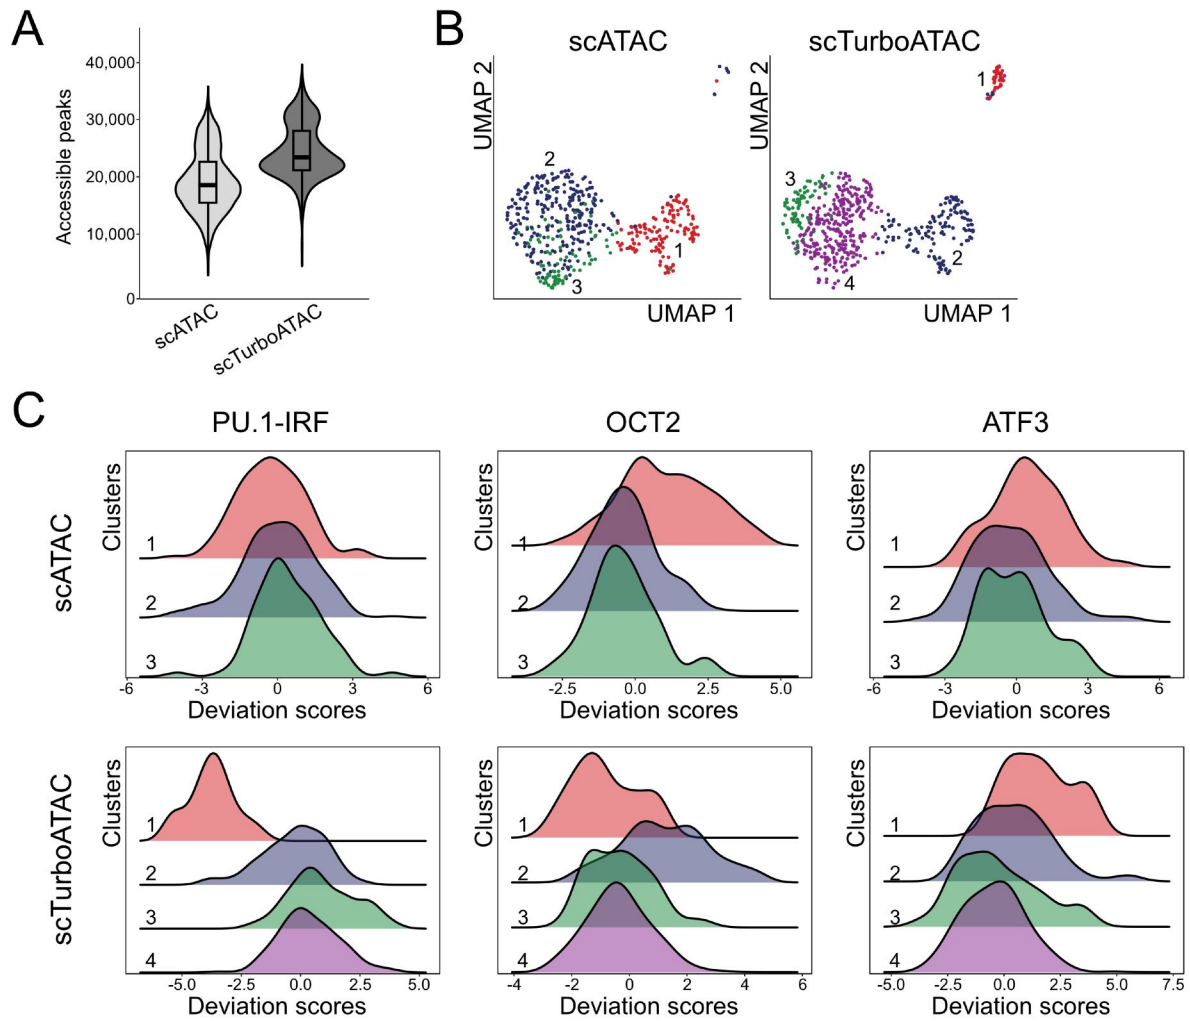 A
B
scATAC
scTurboATAC
Accessible peaks
40,000
30,000
20,000
10,000
0
scATAC
scTurboATAC
UMAP 2
2
1
3
UMAP 1
UMAP 2
1
3
2
4
UMAP 1
C
PU.1-IRF
OCT2
ATF3
scATAC
Clusters
1
2
3
-6
-3
0
3
6
Deviation scores
Clusters
1
2
3
-2.5
0.0
2.5
5.0
Deviation scores
Clusters
1
2
3
-6
-3
0
3
6
Deviation scores
scTurboATAC
Clusters
1
2
3
4
-5.0
-2.5
0.0
2.5
5.0
Deviation scores
Clusters
1
2
3
4
-4
-2
0
2
4
6
Deviation scores
Clusters
1
2
3
4
-5.0
-2.5
0.0
2.5
5.0
7.5
Deviation scores